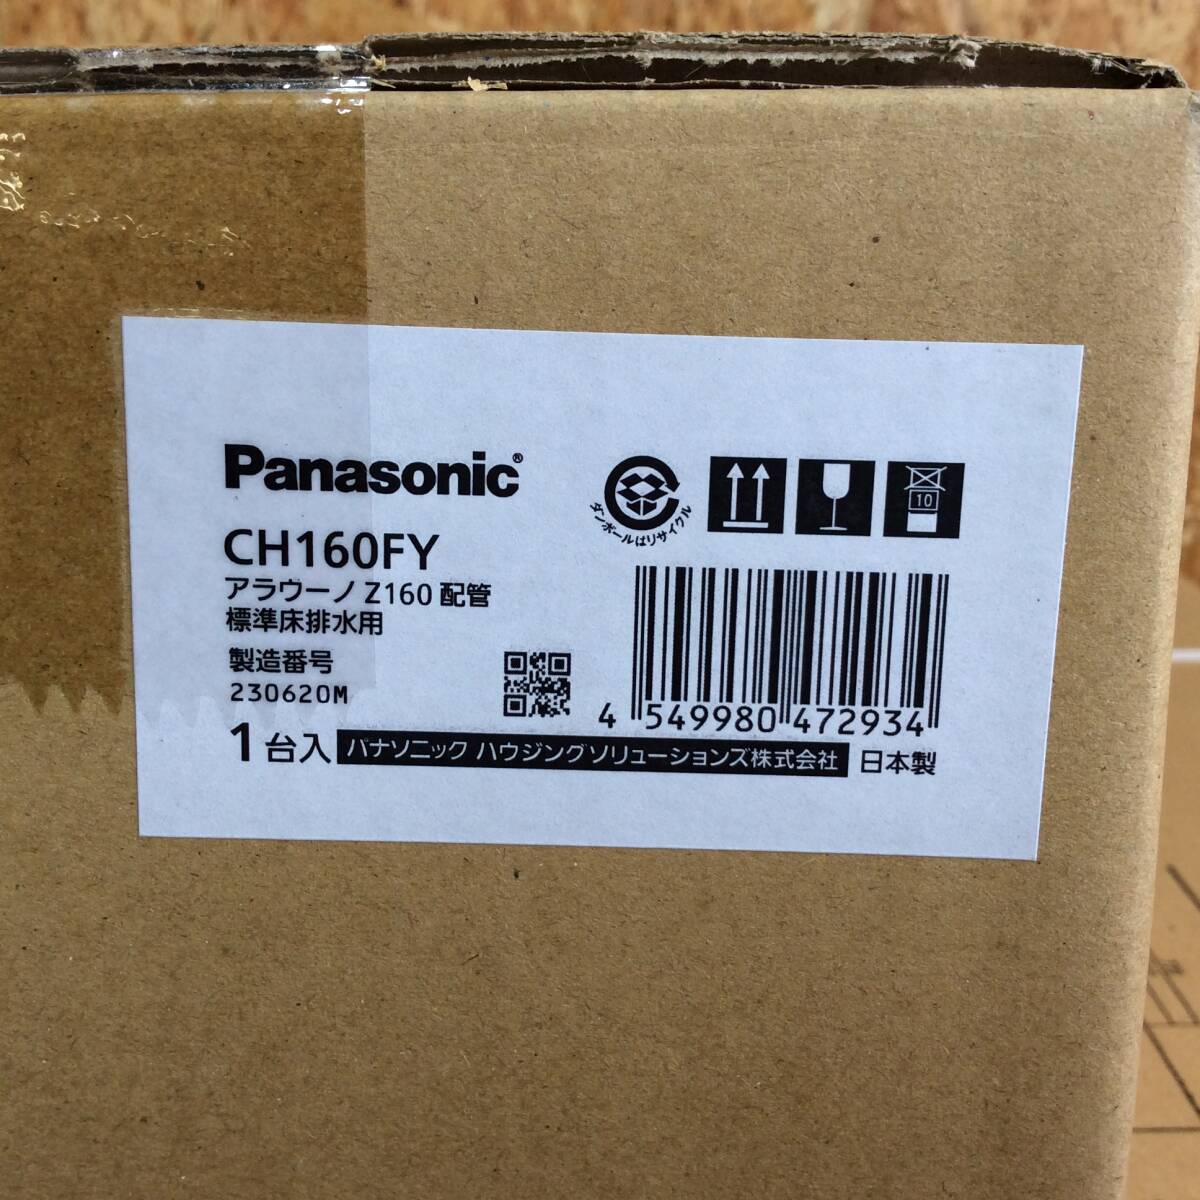 Panasonic®
CH160FY
アラウーノ Z160 配管
標準床排水用
製造番号
230620M
1台入
パナソニック ハウジングソリューションズ株式会社
日本製
ダンボールはリサイクル
10
4 549980 472934